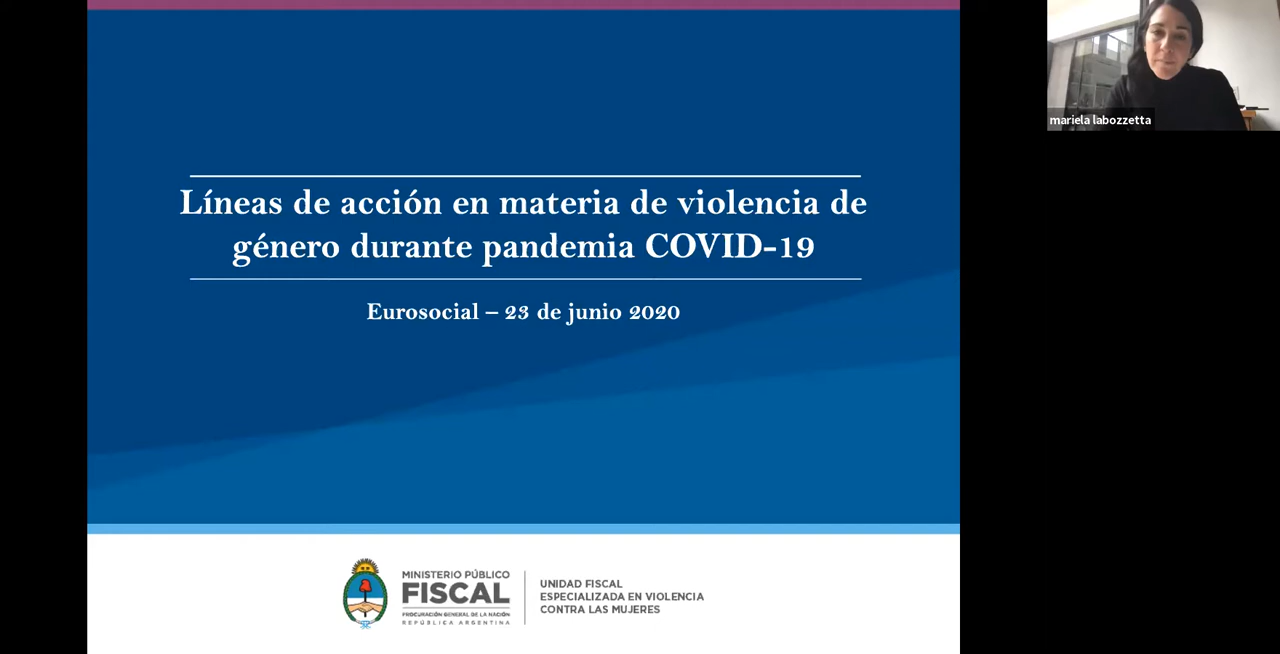 Líneas de acción en materia de violencia de
género durante pandemia COVID-19
Eurosocial – 23 de junio 2020
mariela labozzetta
MINISTERIO PÚBLICO
FISCAL
PROCURACIÓN GENERAL DE LA NACIÓN
REPÚBLICA ARGENTINA
UNIDAD FISCAL
ESPECIALIZADA EN VIOLENCIA
CONTRA LAS MUJERES